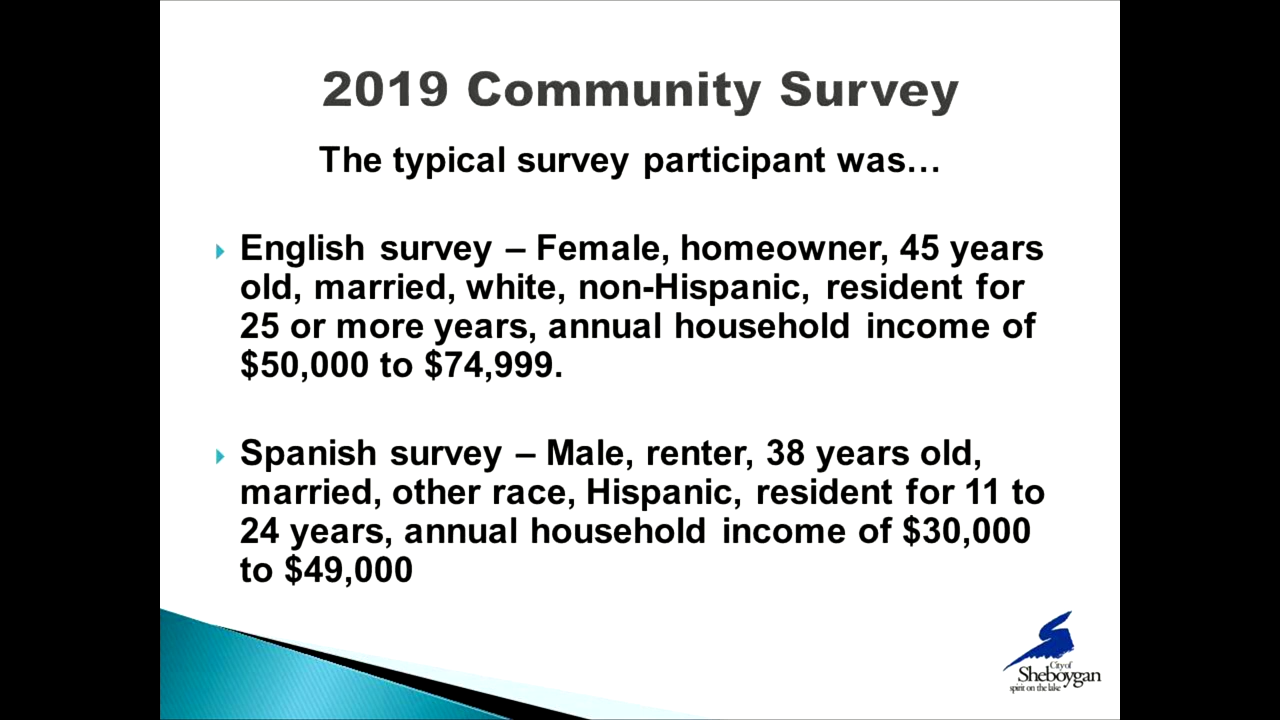 2019 Community Survey
The typical survey participant was…
English survey – Female, homeowner, 45 years
old, married, white, non-Hispanic, resident for
25 or more years, annual household income of
$50,000 to $74,999.
Spanish survey – Male, renter, 38 years old,
married, other race, Hispanic, resident for 11 to
24 years, annual household income of $30,000
to $49,000
City of
Sheboygan
spirit on the lake